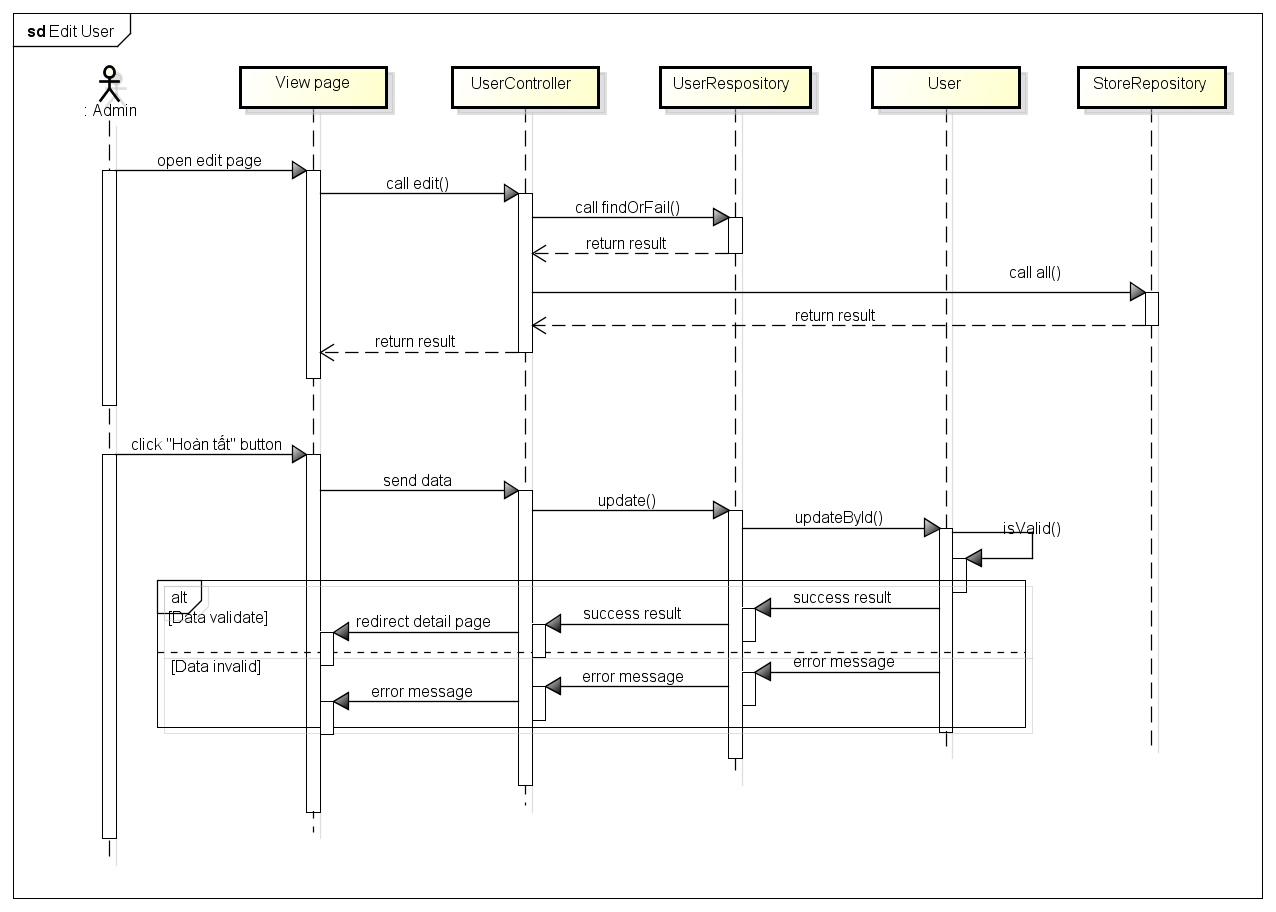 sd Edit User
: Admin
View page
UserController
UserRespository
User
StoreRepository
open edit page
call edit()
call findOrFail()
return result
call all()
return result
return result
click "Hoàn tất" button
send data
update()
updateById()
isValid()
alt
[Data validate]
success result
success result
redirect detail page
[Data invalid]
error message
error message
error message